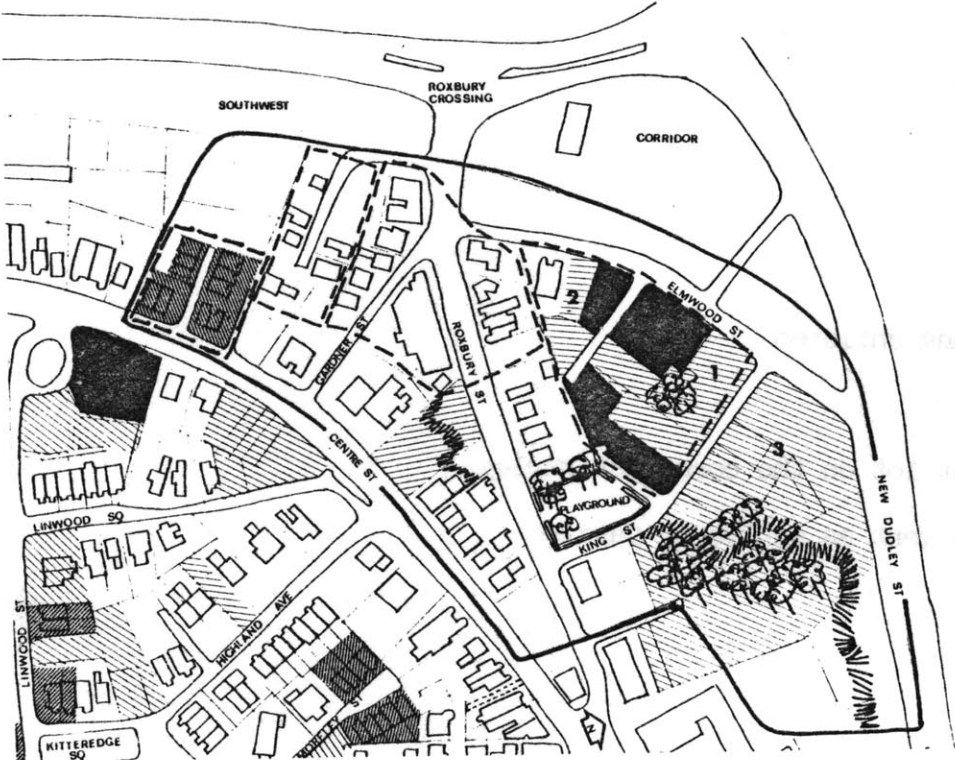 ROXBURY
CROSSING
SOUTHWEST
CORRIDOR
ELMWOOD ST
2
1
GARDNER ST
ROXBURY ST
3
CENTRE ST
PLAYGROUND
NEW DUDLEY ST
LINWOOD SQ
KING ST
HIGHLAND AVE
LINWOOD ST
N
KITTEREDGE
SQ